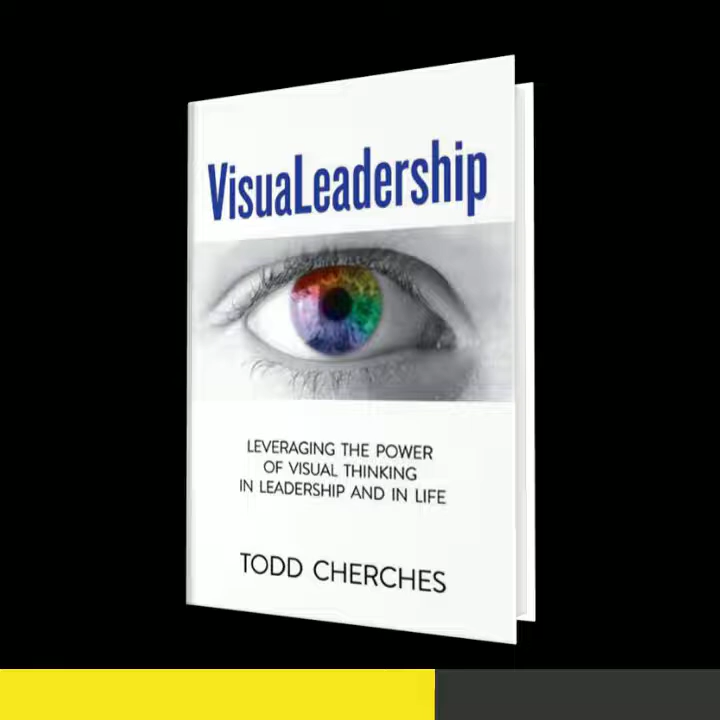 VisuaLeadership
LEVERAGING THE POWER
OF VISUAL THINKING
IN LEADERSHIP AND IN LIFE
TODD CHERCHES